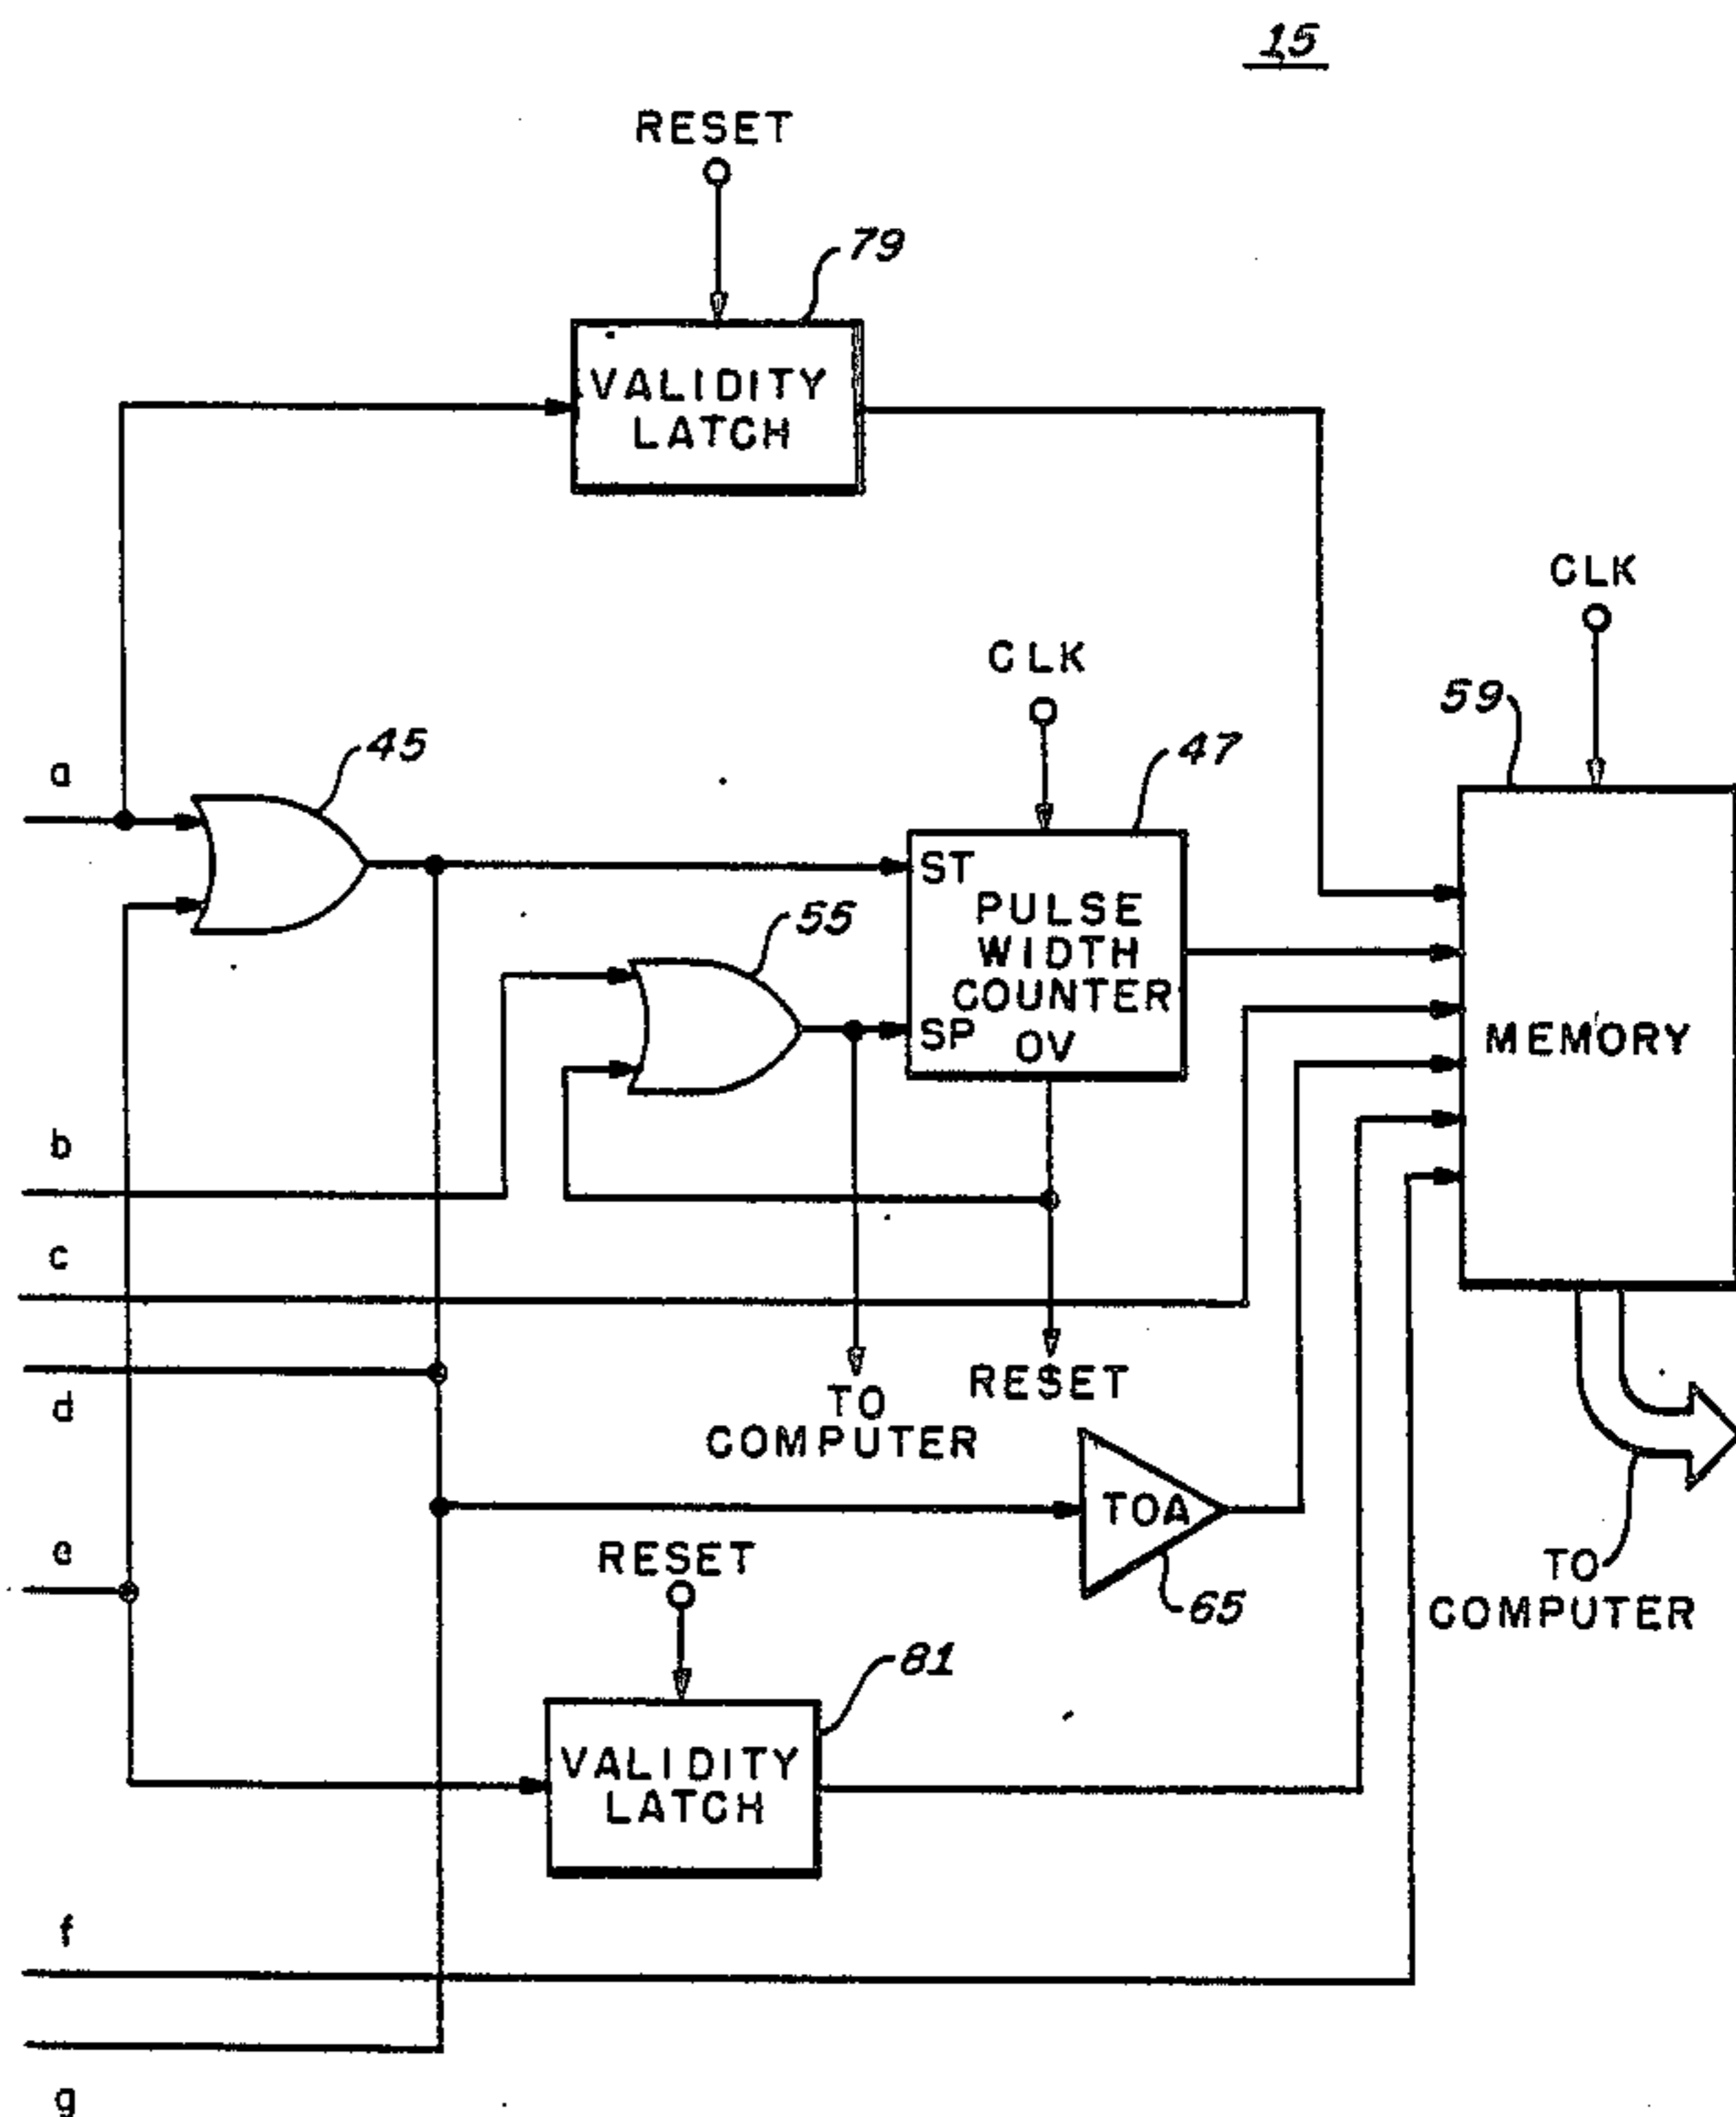 15
RESET
79
VALIDITY
LATCH
CLK
CLK
59
45
47
a
ST
PULSE
WIDTH
COUNTER
55
SP
OV
MEMORY
b
c
RESET
TO
COMPUTER
d
TOA
e
RESET
65
TO
COMPUTER
81
VALIDITY
LATCH
f
g